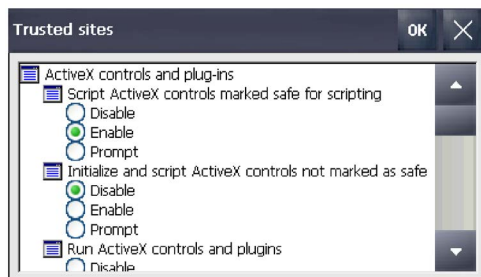 Trusted sites OK
ActiveX controls and plug-ins
Script ActiveX controls marked safe for scripting
Disable
Enable
Prompt
Initialize and script ActiveX controls not marked as safe
Disable
Enable
Prompt
Run ActiveX controls and plugins
Disable